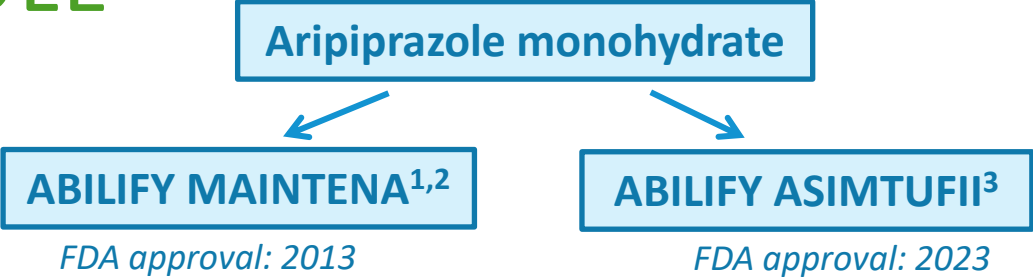 Aripiprazole monohydrate
ABILIFY MAINTENA1,2
ABILIFY ASIMTUFII3
FDA approval: 2013
FDA approval: 2023